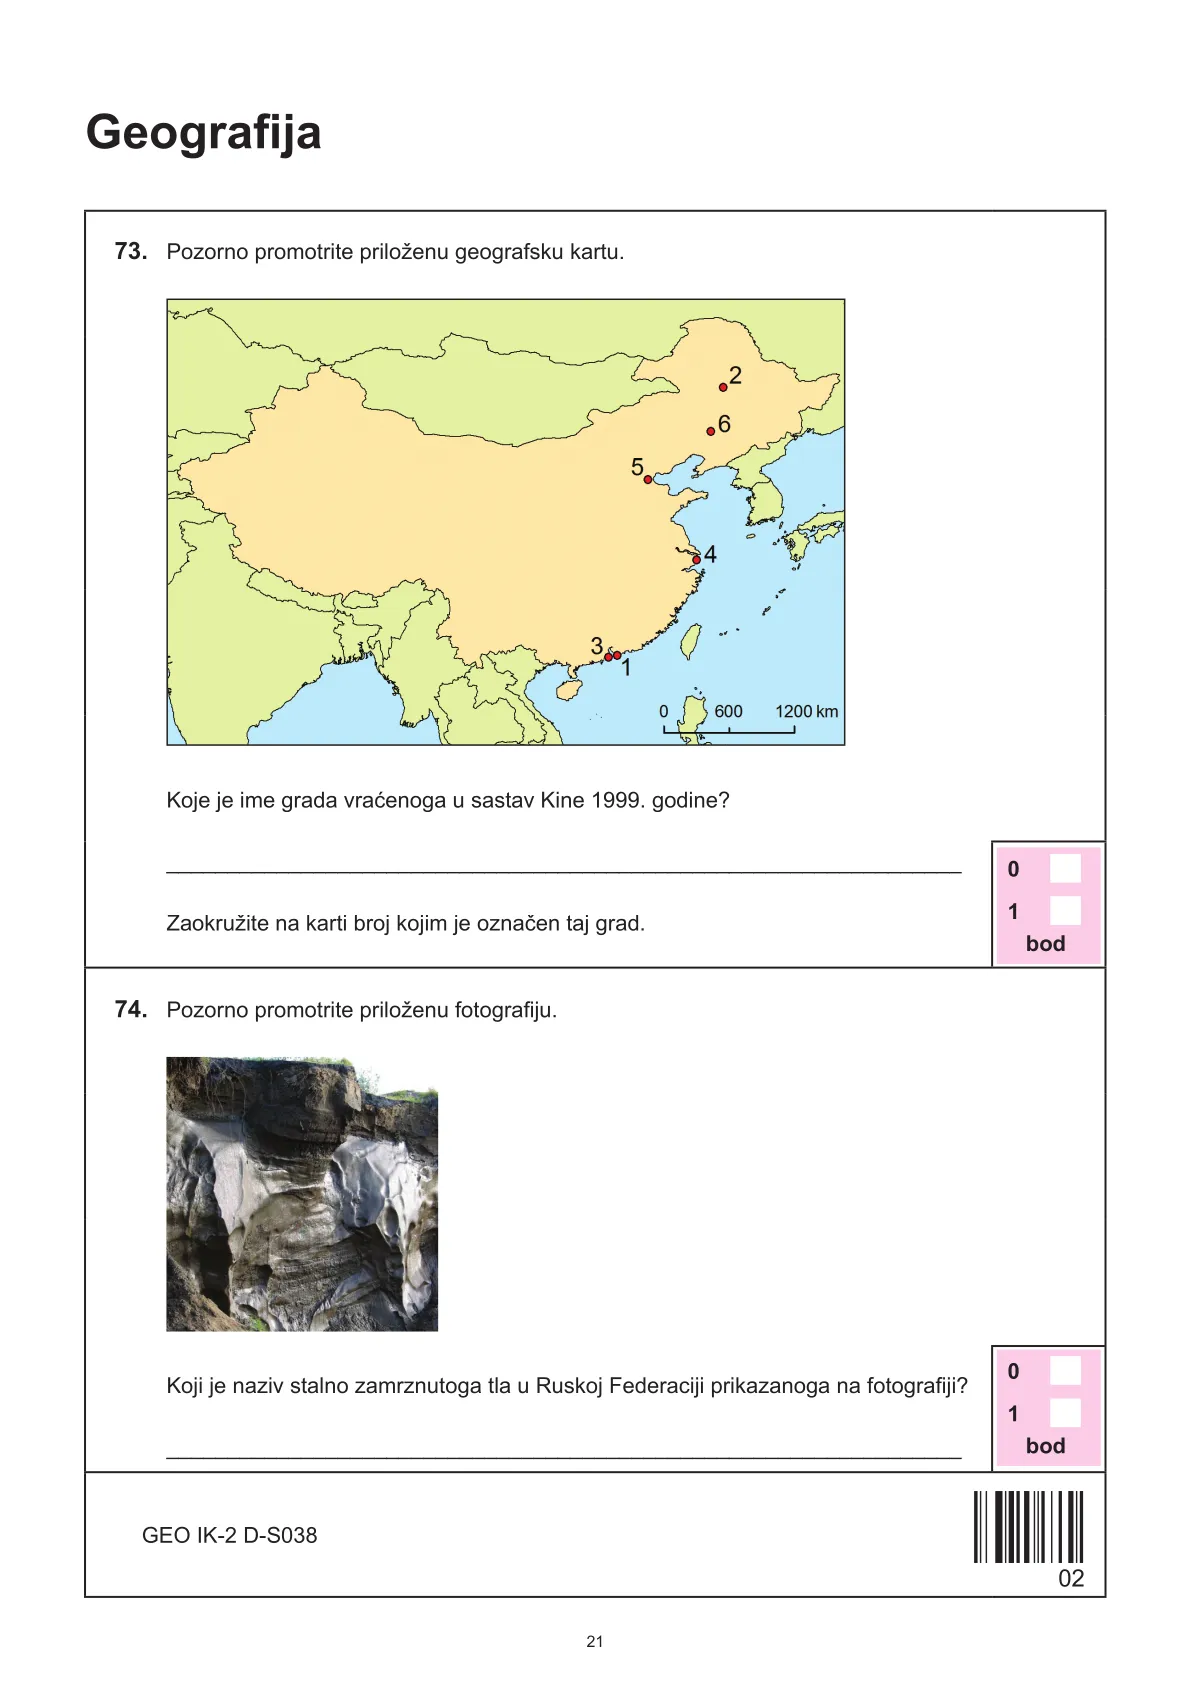 Geografija
73. Pozorno promotrite priloženu geografsku kartu.
2
6
5
4
3
1
0 600 1200 km
Koje je ime grada vraćenoga u sastav Kine 1999. godine?
Zaokružite na karti broj kojim je označen taj grad.
0
1
bod
74. Pozorno promotrite priloženu fotografiju.
Koji je naziv stalno zamrznutoga tla u Ruskoj Federaciji prikazanoga na fotografiji?
0
1
bod
GEO IK-2 D-S038
02
21